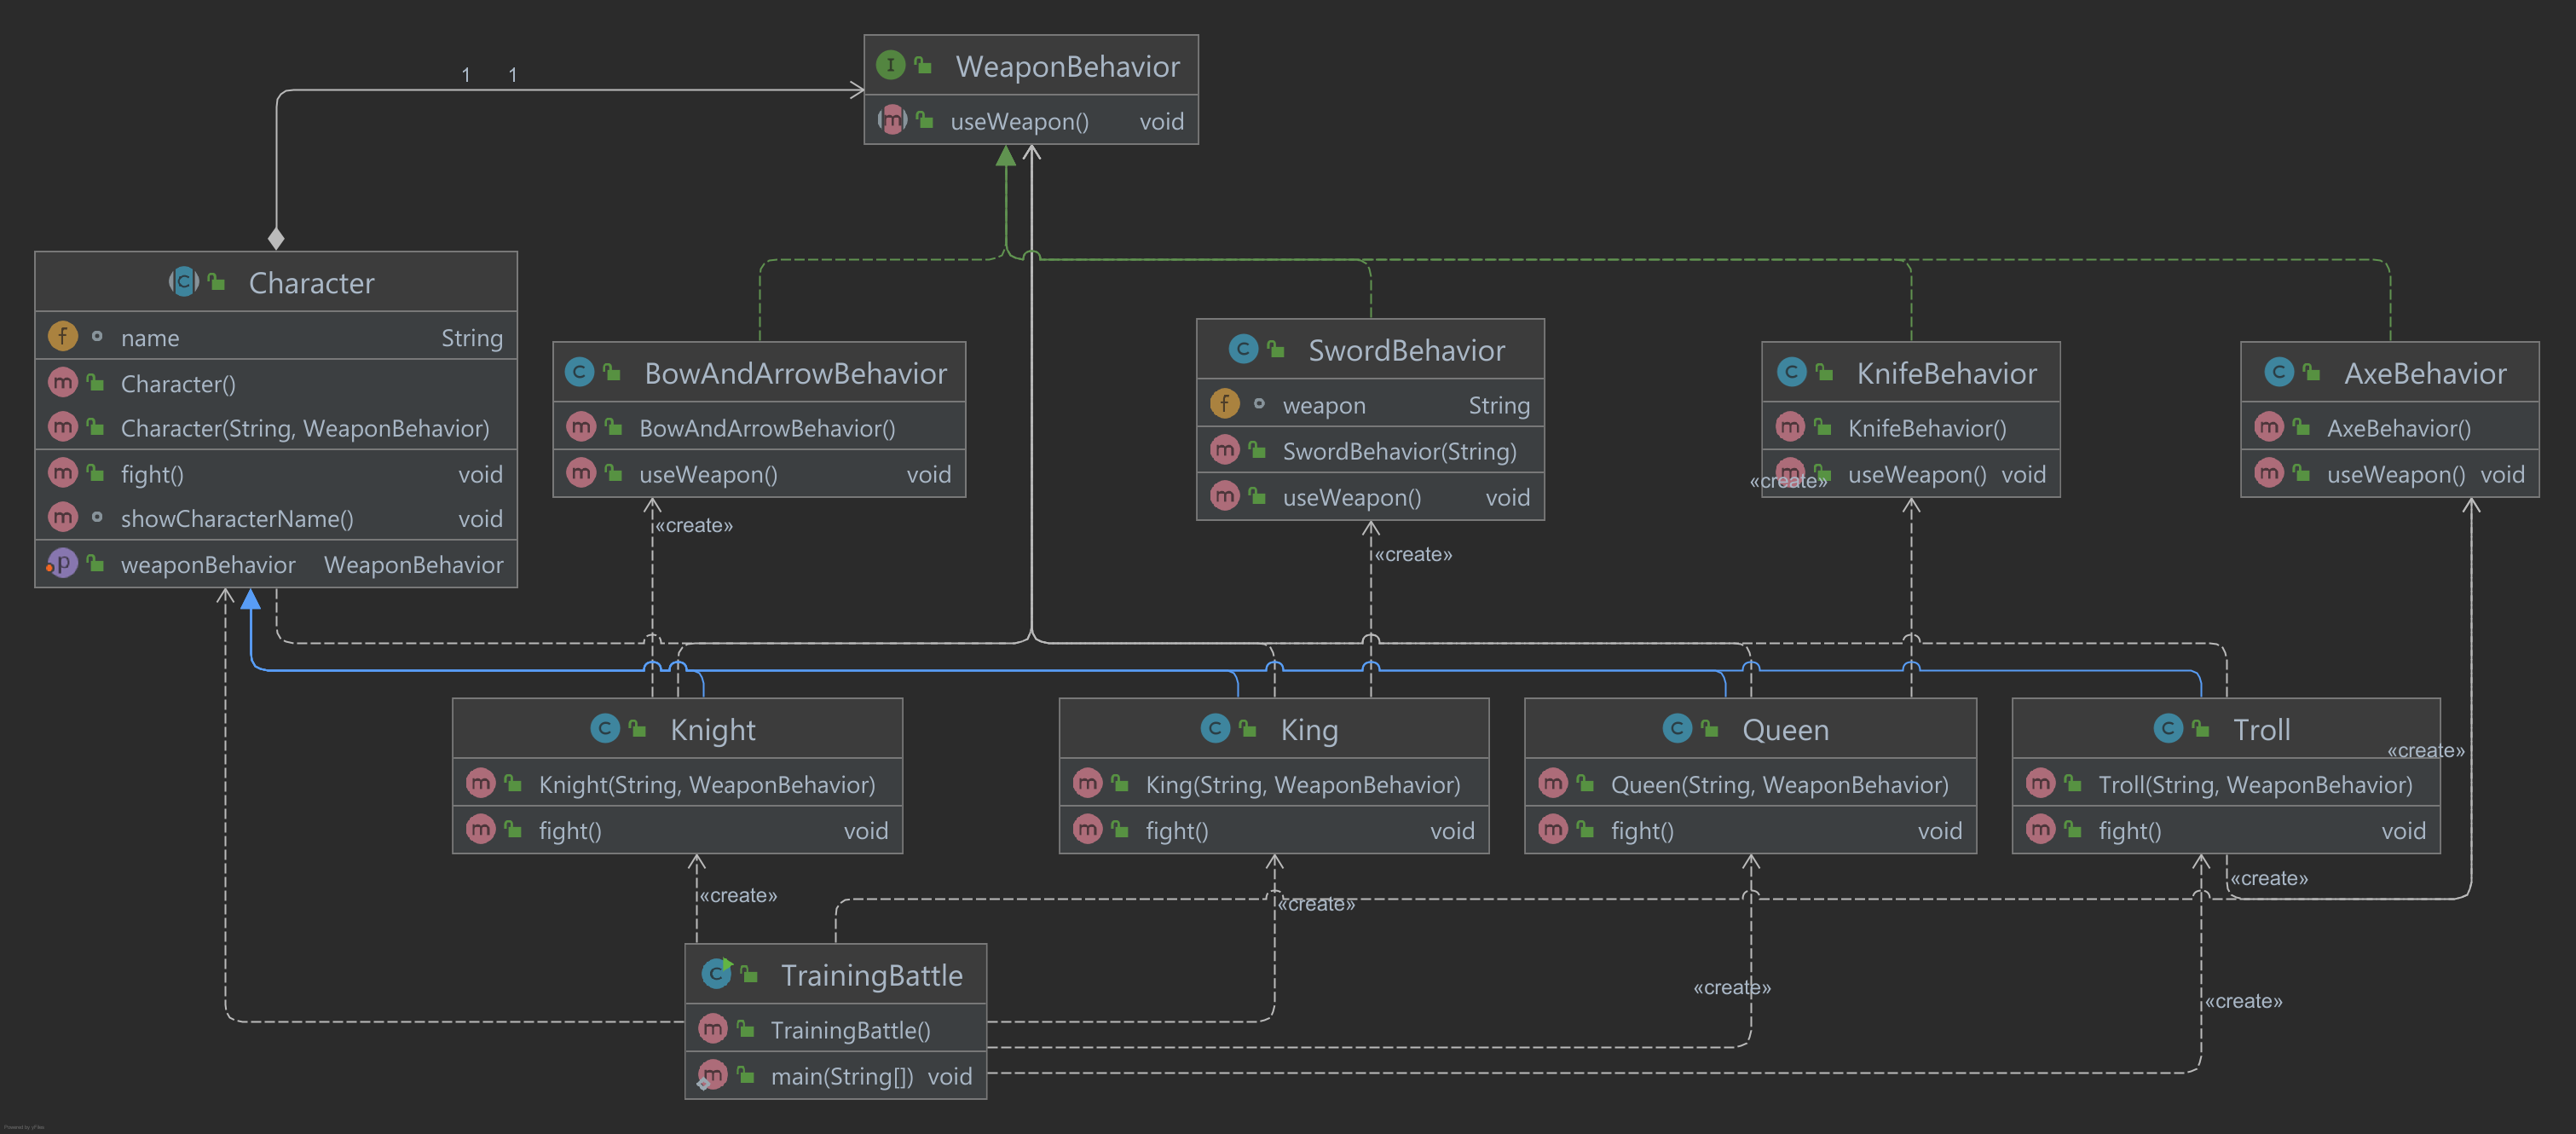 1 1
I WeaponBehavior
m useWeapon() void
C Character
f name String
m Character()
m Character(String, WeaponBehavior)
m fight() void
m showCharacterName() void
p weaponBehavior WeaponBehavior
C BowAndArrowBehavior
m BowAndArrowBehavior()
m useWeapon() void
«create»
C SwordBehavior
f weapon String
m SwordBehavior(String)
m useWeapon() void
«create»
C KnifeBehavior
m KnifeBehavior()
m useWeapon() void
«create»
C AxeBehavior
m AxeBehavior()
m useWeapon() void
C Knight
m Knight(String, WeaponBehavior)
m fight() void
«create»
C King
m King(String, WeaponBehavior)
m fight() void
«create»
C Queen
m Queen(String, WeaponBehavior)
m fight() void
«create»
C Troll
«create»
m Troll(String, WeaponBehavior)
m fight() void
«create»
«create»
C TrainingBattle
m TrainingBattle()
m main(String[]) void
Powered by yFiles